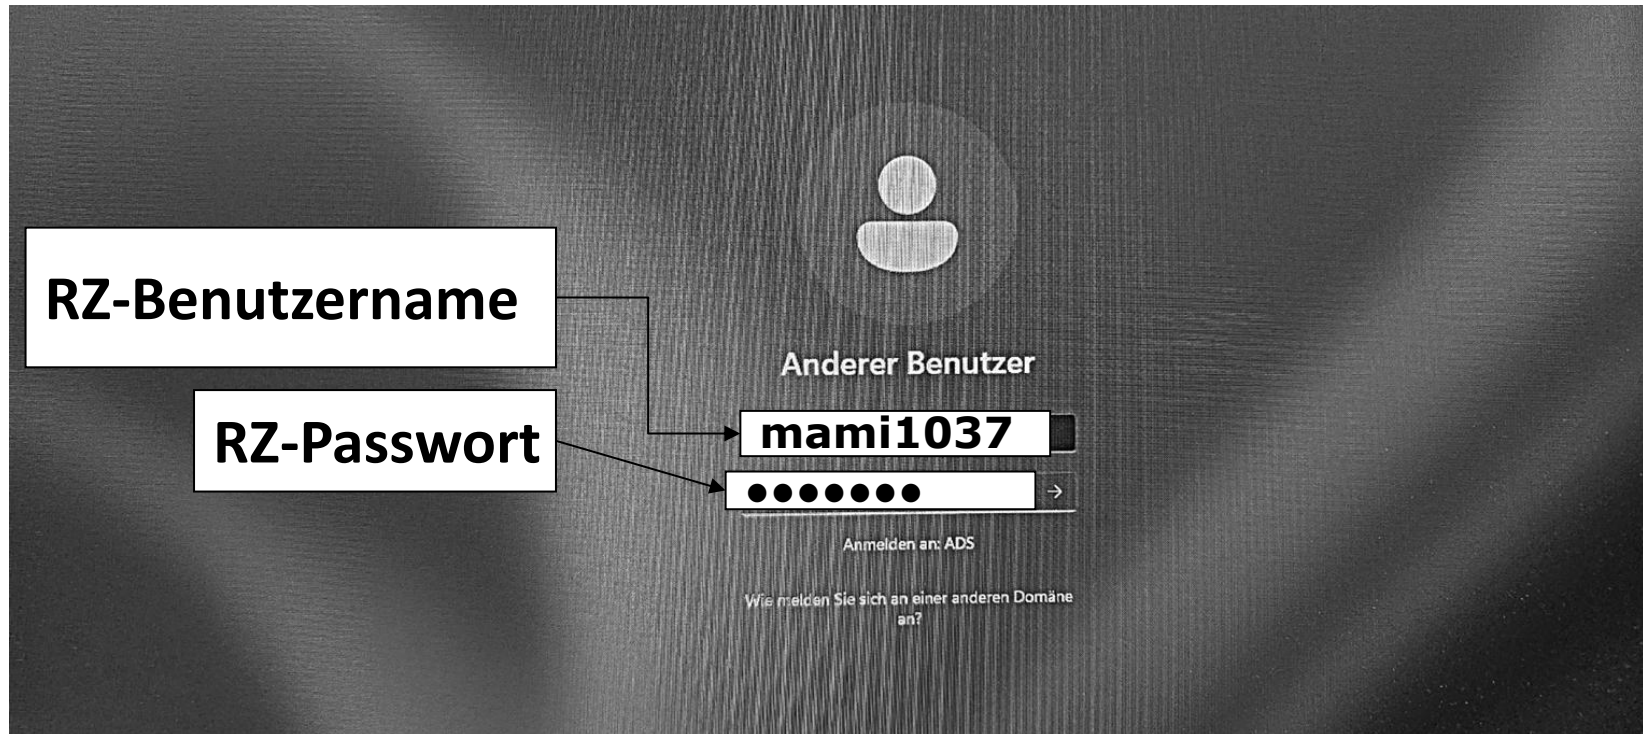 RZ-Benutzername
RZ-Passwort
Anderer Benutzer
mami1037
●●●●●●●
Anmelden an: ADS
Wie melden Sie sich an einer anderen Domäne
an?